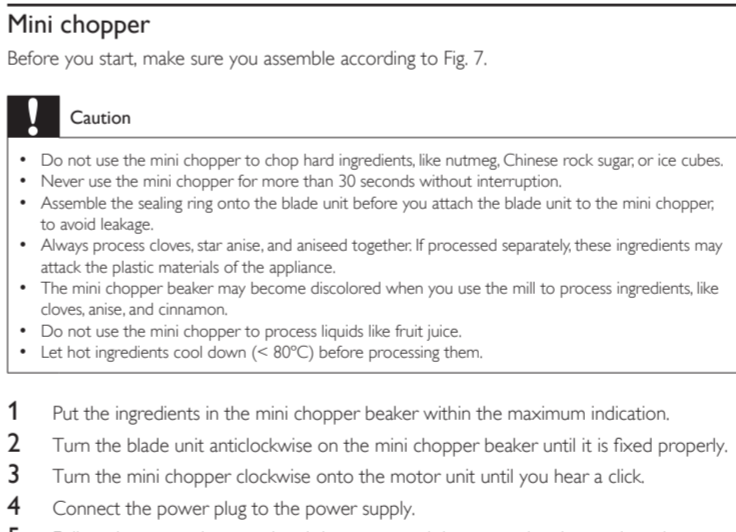 Mini chopper
Before you start, make sure you assemble according to Fig. 7.
! Caution
• Do not use the mini chopper to chop hard ingredients, like nutmeg, Chinese rock sugar, or ice cubes.
• Never use the mini chopper for more than 30 seconds without interruption.
• Assemble the sealing ring onto the blade unit before you attach the blade unit to the mini chopper,
to avoid leakage.
• Always process cloves, star anise, and aniseed together. If processed separately, these ingredients may
attack the plastic materials of the appliance.
• The mini chopper beaker may become discolored when you use the mill to process ingredients, like
cloves, anise, and cinnamon.
• Do not use the mini chopper to process liquids like fruit juice.
• Let hot ingredients cool down (< 80ºC) before processing them.
1 Put the ingredients in the mini chopper beaker within the maximum indication.
2 Turn the blade unit anticlockwise on the mini chopper beaker until it is fixed properly.
3 Turn the mini chopper clockwise onto the motor unit until you hear a click.
4 Connect the power plug to the power supply.